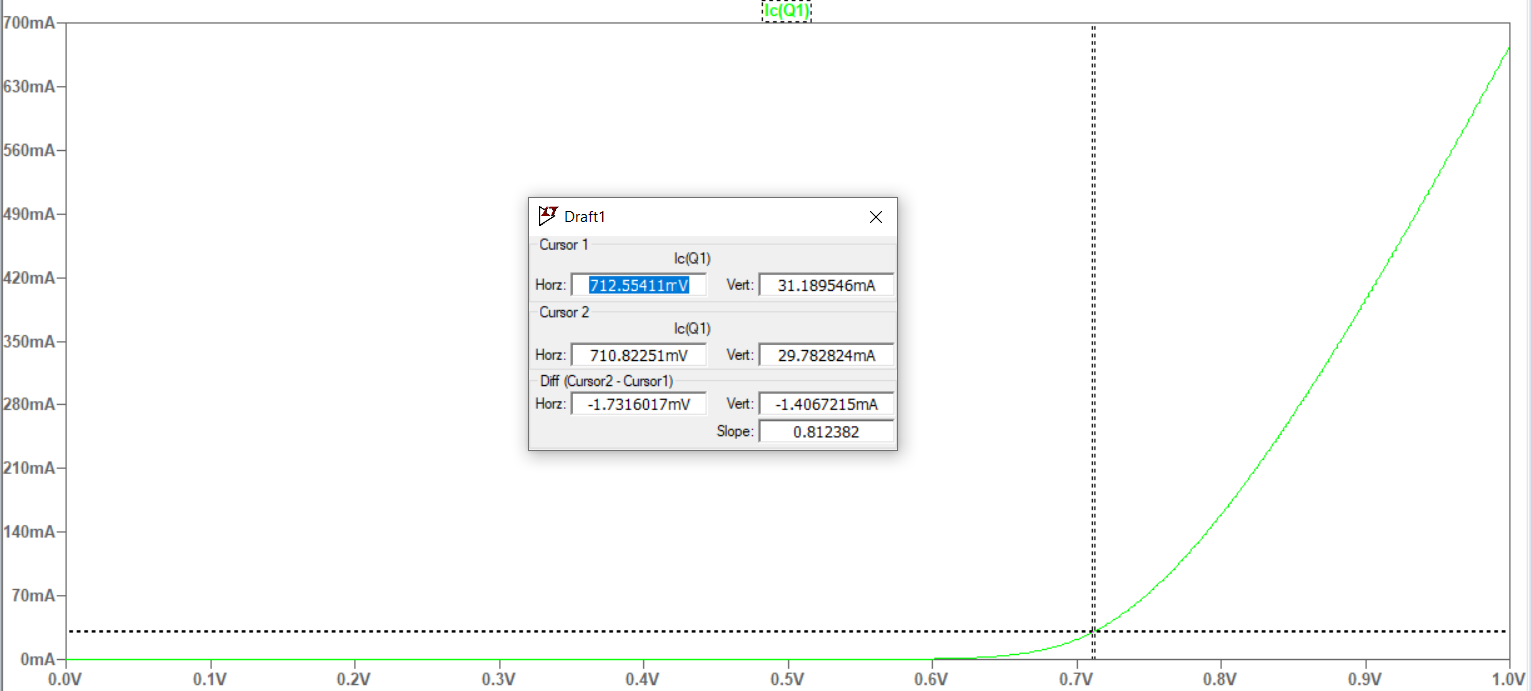 Ic(Q1)
700mA
630mA
560mA
490mA
420mA
350mA
280mA
210mA
140mA
70mA
0mA
Draft1
Cursor 1
Ic(Q1)
Horz: 712.55411mV Vert: 31.189546mA
Cursor 2
Ic(Q1)
Horz: 710.82251mV Vert: 29.782824mA
Diff (Cursor2 - Cursor1)
Horz: -1.7316017mV Vert: -1.4067215mA
Slope: 0.812382
0.0V 0.1V 0.2V 0.3V 0.4V 0.5V 0.6V 0.7V 0.8V 0.9V 1.0V